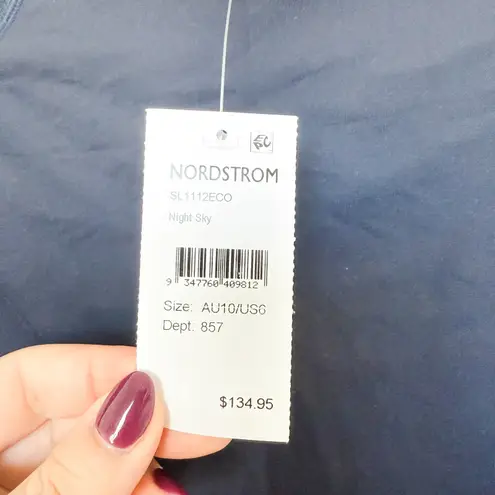 NORDSTROM
SL1112ECO
Night Sky
9 347760 409812
Size: AU10/US6
Dept. 857
$134.95